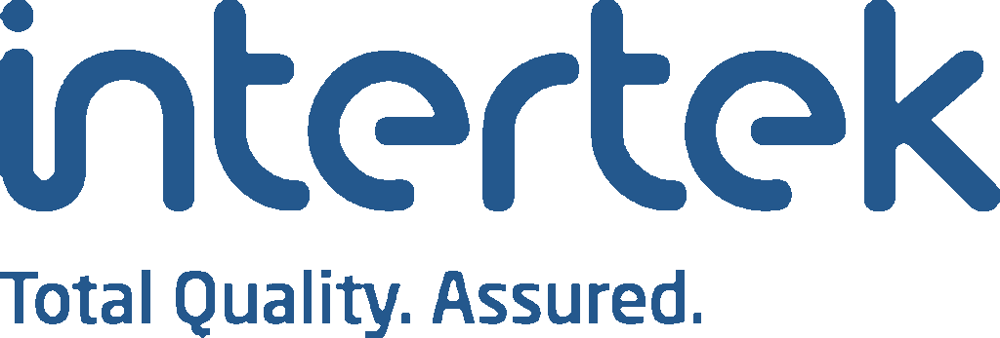 intertek
Total Quality. Assured.